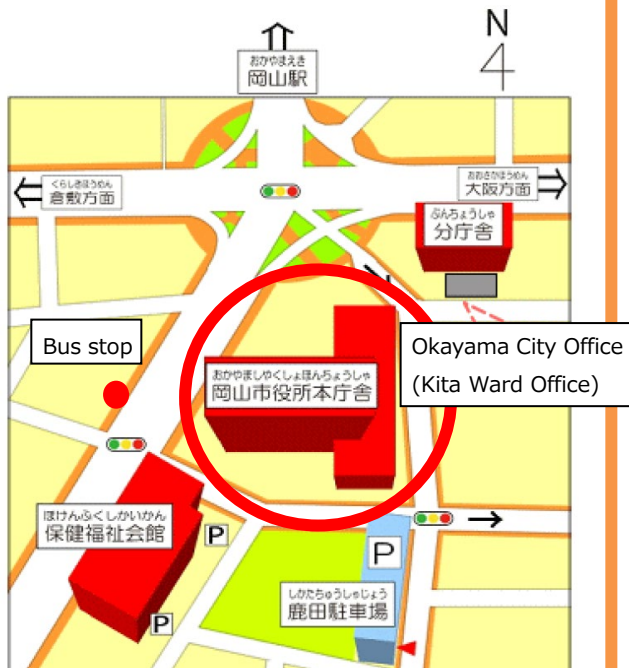 N
4
おかやまえき
岡山駅
くらしきほうめん
倉敷方面
おおさかほうめん
大阪方面
ぶんちょうしゃ
分庁舎
Bus stop
Okayama City Office
(Kita Ward Office)
おかやましやくしょほんちょうしゃ
岡山市役所本庁舎
ほけんふくしかいかん
保健福祉会館
P
P
P
しかたちゅうしゃじょう
鹿田駐車場